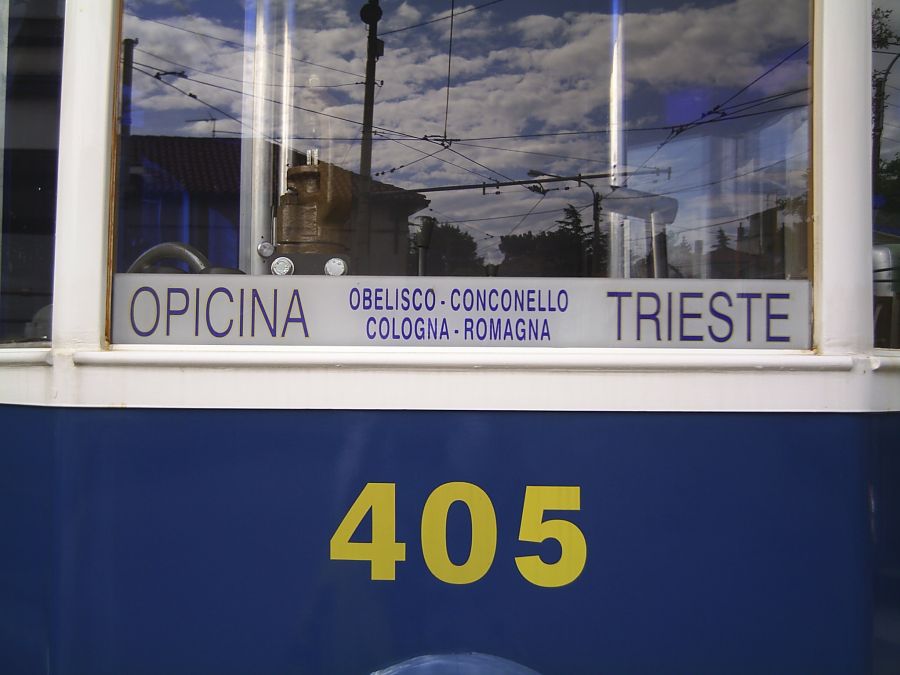 OPICINA
OBELISCO - CONCONELLO
COLOGNA - ROMAGNA
TRIESTE
405